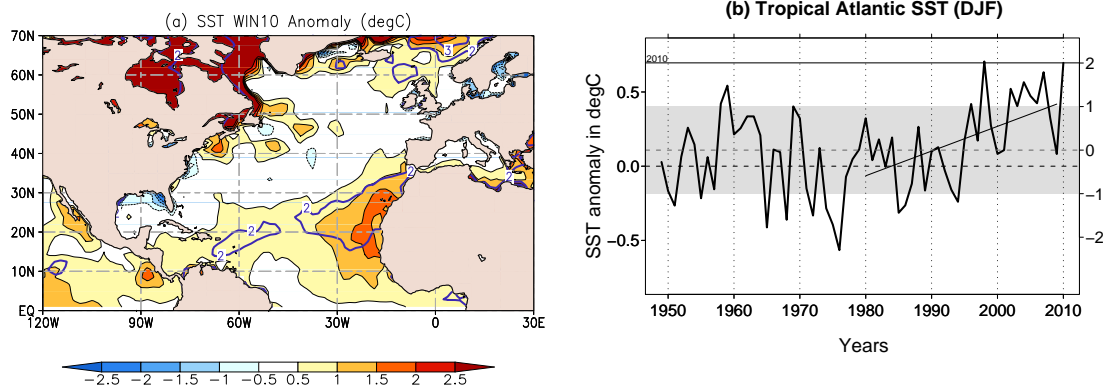 (a) SST WIN10 Anomaly (degC)
70N
60N
50N
40N
30N
20N
10N
EQ
120W 90W 60W 30W 0 30E
2
3
2
2
2
2
2
-2.5 -2 -1.5 -1 -0.5 0.5 1 1.5 2 2.5
(b) Tropical Atlantic SST (DJF)
2010
SST anomaly in degC
0.5
0.0
−0.5
2
1
0
0
−1
−2
1950 1960 1970 1980 1990 2000 2010
Years